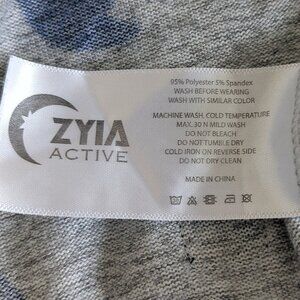 ZYIA
ACTIVE
95% Polyester 5% Spandex
WASH BEFORE WEARING
WASH WITH SIMILAR COLOR
MACHINE WASH, COLD TEMPERATURE
MAX. 30 N MILD WASH
DO NOT BLEACH
DO NOT TUMBLE DRY
COLD IRON ON REVERSE SIDE
DO NOT DRY CLEAN
MADE IN CHINA